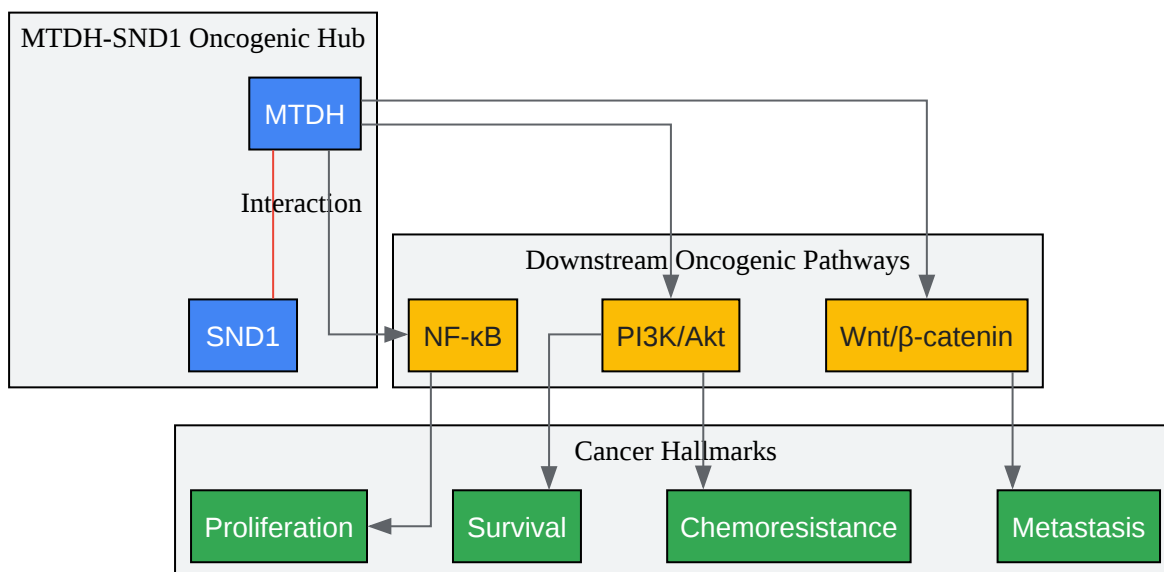 MTDH-SND1 Oncogenic Hub
MTDH
Interaction
SND1
Downstream Oncogenic Pathways
NF-κB
PI3K/Akt
Wnt/β-catenin
Cancer Hallmarks
Proliferation
Survival
Chemoresistance
Metastasis